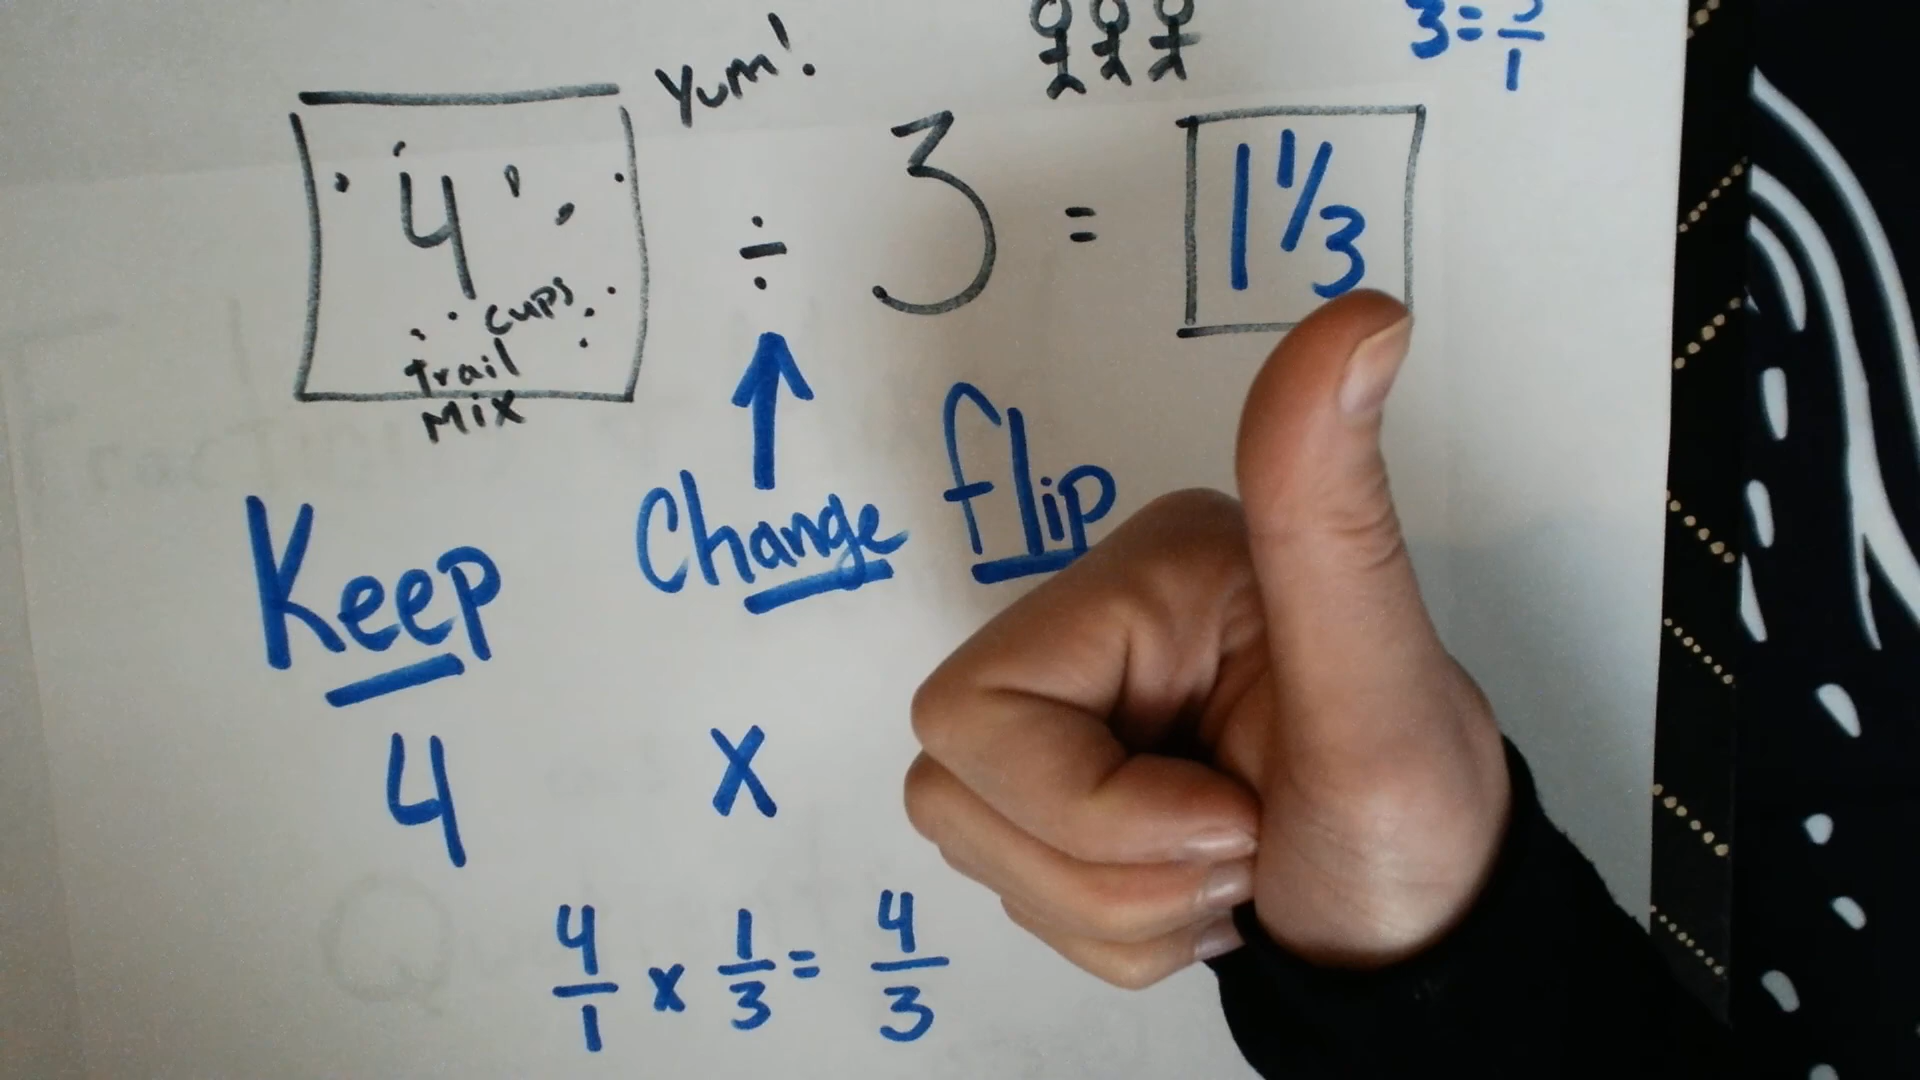 Yum!
3 = 3/1
4 ÷ 3 = 1 1/3
cups
Trail
Mix
Keep Change flip
4 x
4/1 x 1/3 = 4/3